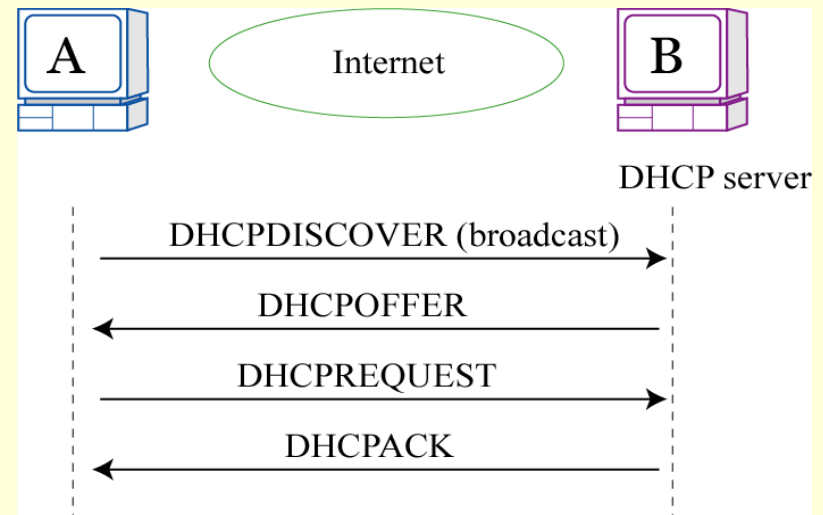 A
Internet
B
DHCP server
DHCPDISCOVER (broadcast)
DHCPOFFER
DHCPREQUEST
DHCPACK